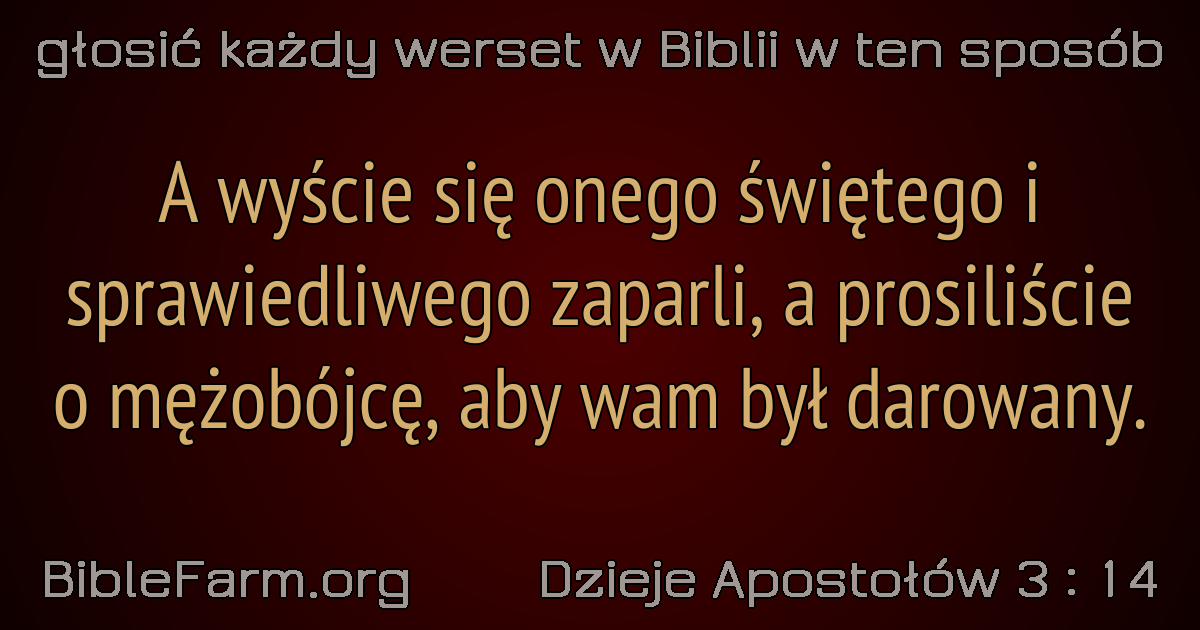 głosić każdy werset w Biblii w ten sposób
A wyście się onego świętego i
sprawiedliwego zaparli, a prosiliście
o mężobójcę, aby wam był darowany.
BibleFarm.org
Dzieje Apostołów 3 : 14